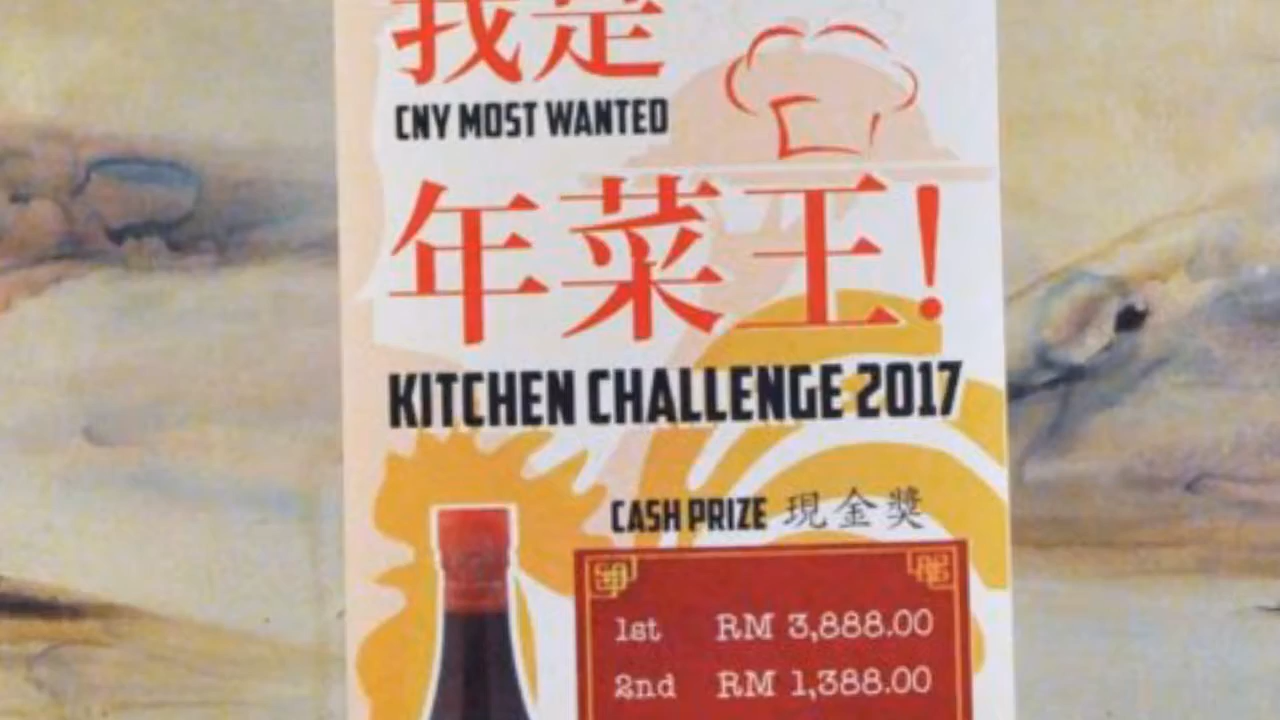 我是
CNY MOST WANTED
年菜王!
KITCHEN CHALLENGE 2017
CASH PRIZE 現金獎
1st RM 3,888.00
2nd RM 1,388.00